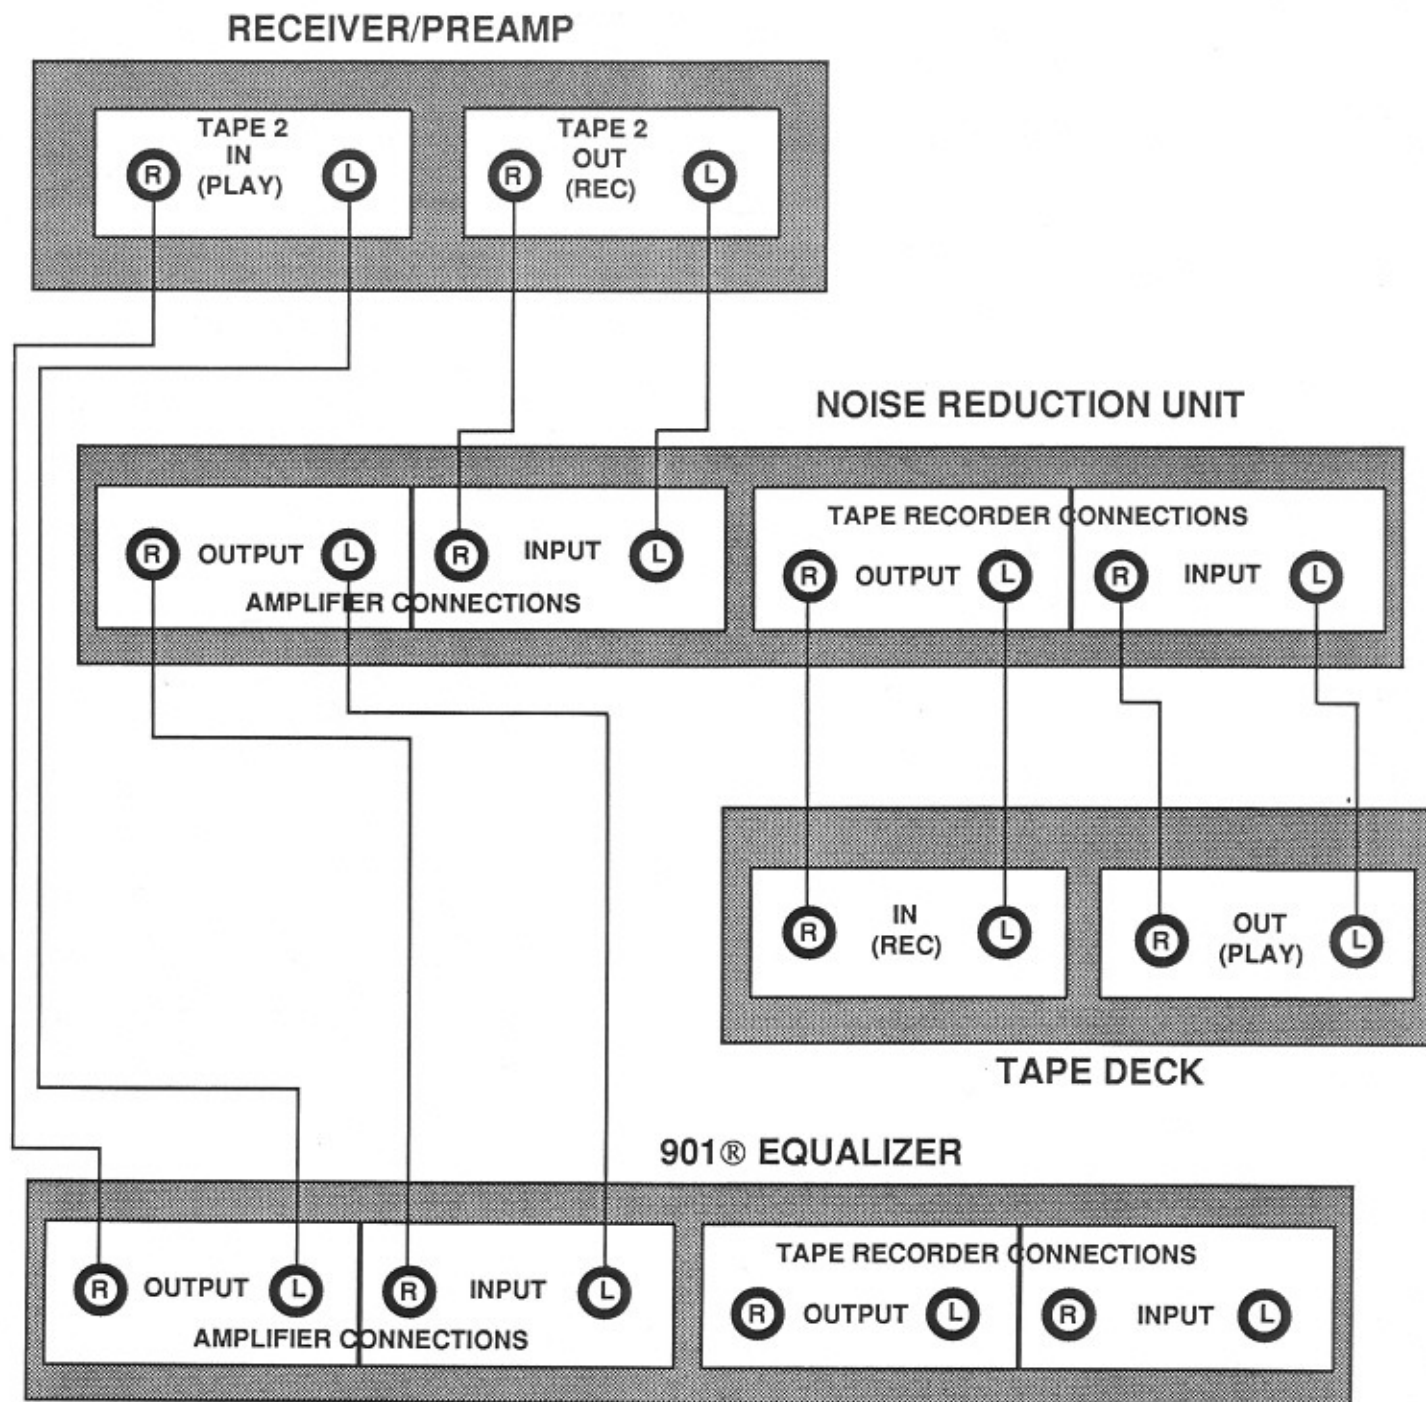 RECEIVER/PREAMP
TAPE 2
IN
(PLAY)
R
L
TAPE 2
OUT
(REC)
R
L
NOISE REDUCTION UNIT
R OUTPUT L
R INPUT L
AMPLIFIER CONNECTIONS
TAPE RECORDER CONNECTIONS
R OUTPUT L
R INPUT L
R
IN
(REC)
L
R
OUT
(PLAY)
L
TAPE DECK
901® EQUALIZER
R OUTPUT L
R INPUT L
AMPLIFIER CONNECTIONS
TAPE RECORDER CONNECTIONS
R OUTPUT L
R INPUT L